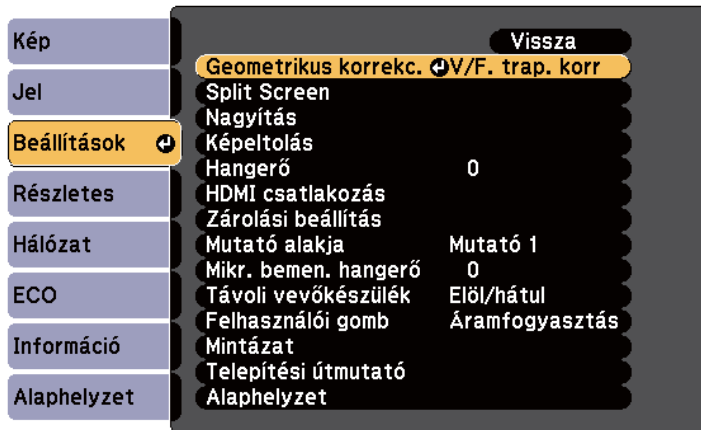 Kép
Jel
Beállítások
Részletes
Hálózat
ECO
Információ
Alaphelyzet
Vissza
Geometrikus korrekc. V/F. trap. korr
Split Screen
Nagyítás
Képeltolás
Hangerő 0
HDMI csatlakozás
Zárolási beállítás
Mutató alakja Mutató 1
Mikr. bemen. hangerő 0
Távoli vevőkészülék Elöl/hátul
Felhasználói gomb Áramfogyasztás
Mintázat
Telepítési útmutató
Alaphelyzet